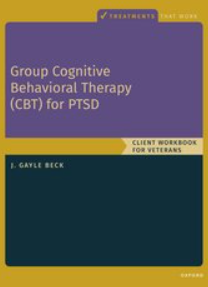 ✓ TREATMENTS THAT WORK
Group Cognitive
Behavioral Therapy
(CBT) for PTSD
CLIENT WORKBOOK
FOR VETERANS
J. GAYLE BECK
OXFORD